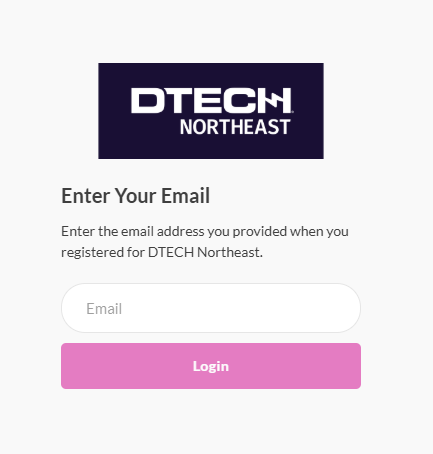 DTECH
NORTHEAST
Enter Your Email
Enter the email address you provided when you
registered for DTECH Northeast.
Email
Login